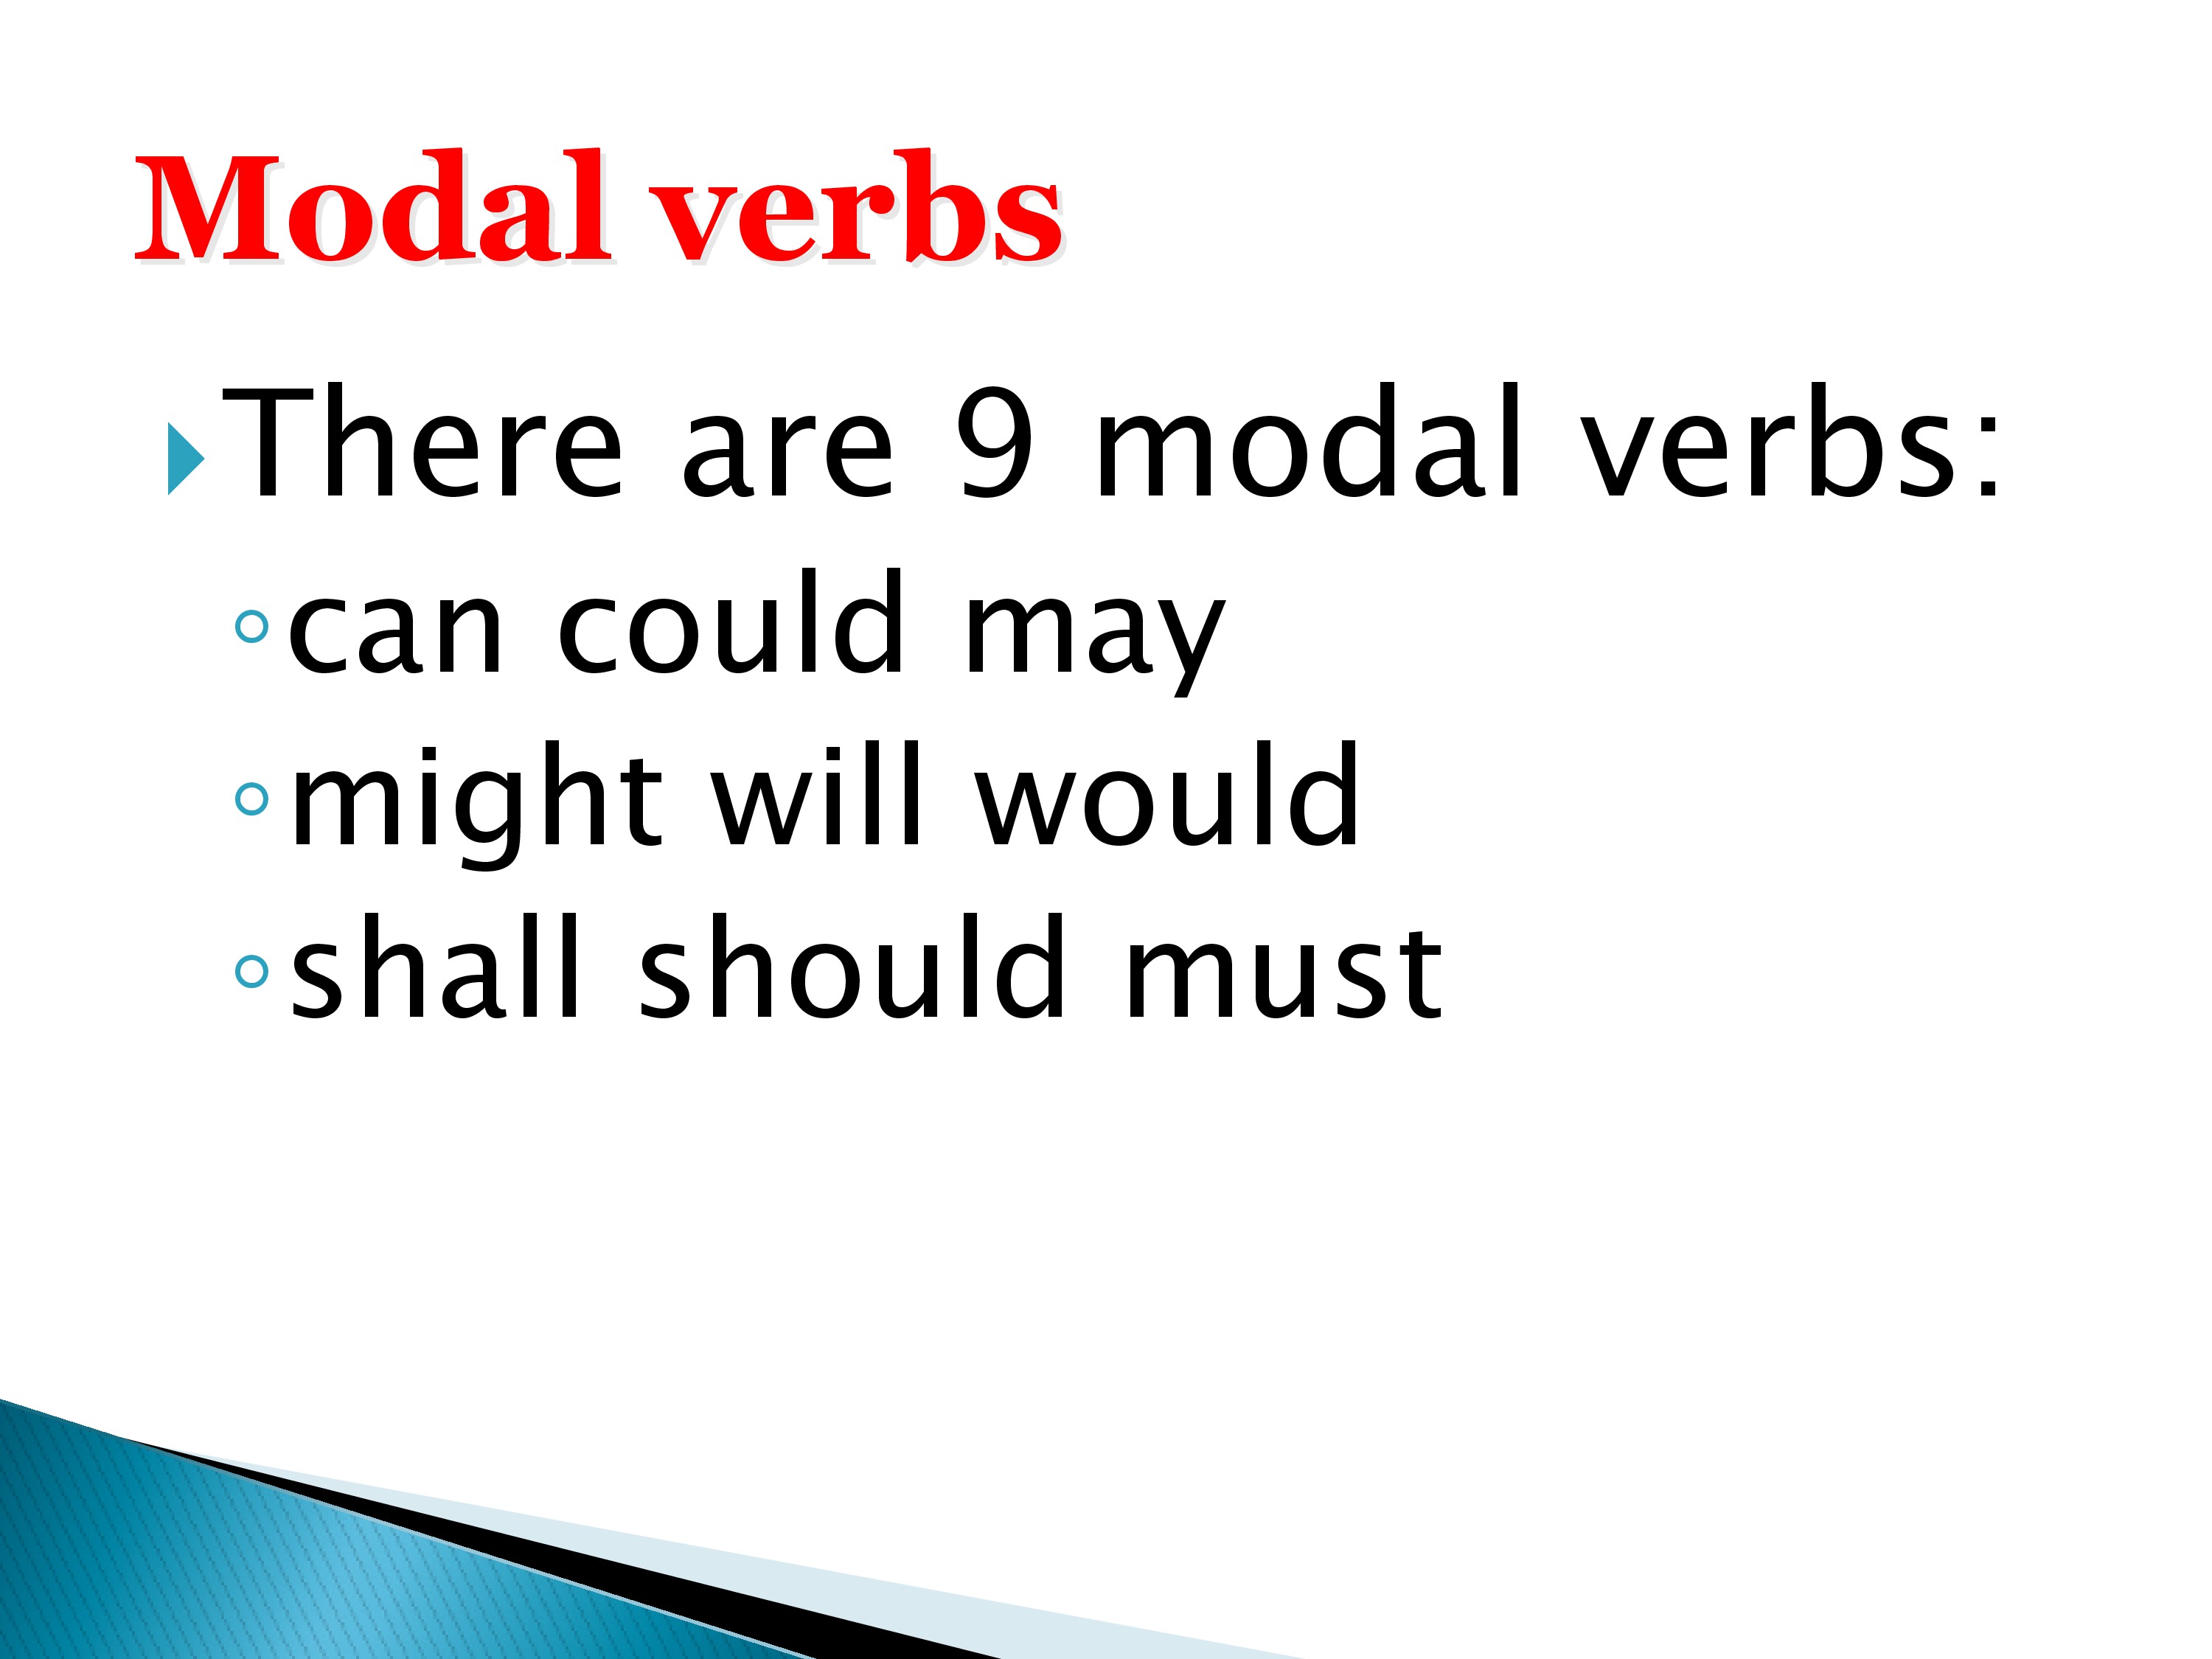 Modal verbs
There are 9 modal verbs:
can could may
might will would
shall should must